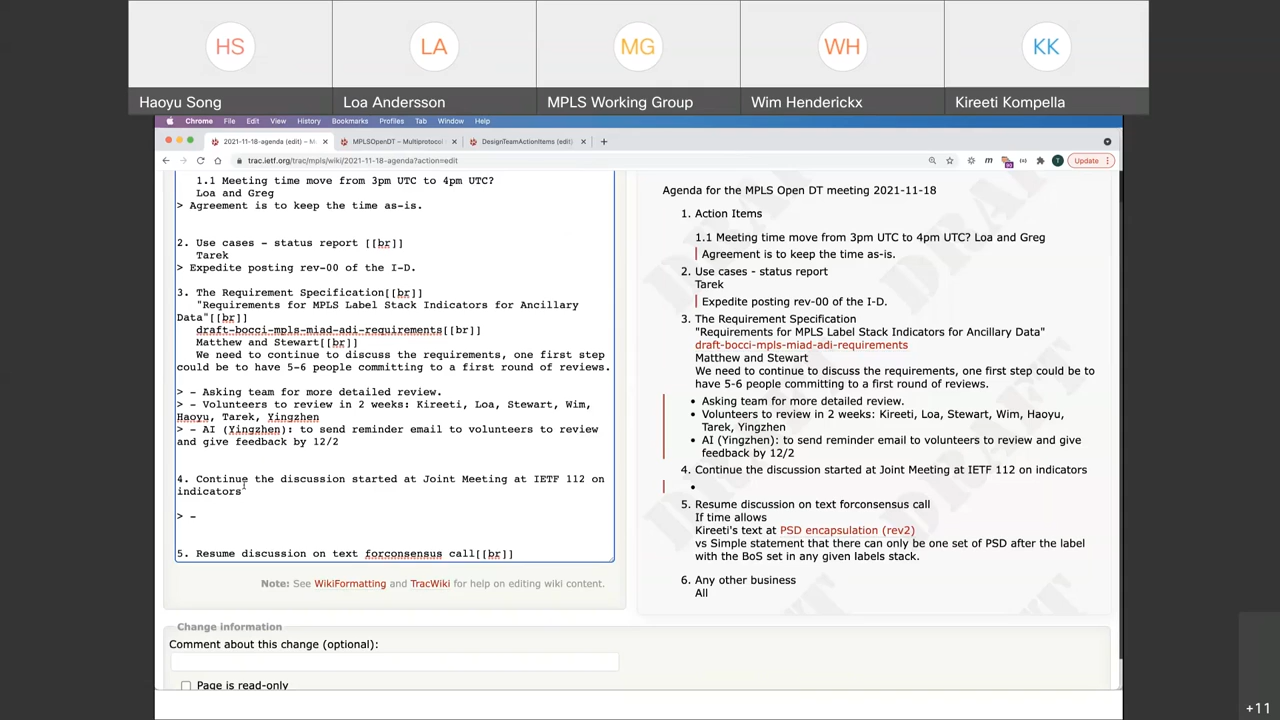 HS
LA
MG
WH
KK
Haoyu Song
Loa Andersson
MPLS Working Group
Wim Henderickx
Kireeti Kompella
Chrome File Edit View History Bookmarks Profiles Tab Window Help
2021-11-18-agenda (edit) – M…
MPLSOpenDT – Multiprotocol
DesignTeamActionItems (edit)
trac.ietf.org/trac/mpls/wiki/2021-11-18-agenda?action=edit
Update
1.1 Meeting time move from 3pm UTC to 4pm UTC?
Loa and Greg
> Agreement is to keep the time as-is.
2. Use cases - status report [[br]]
Tarek
> Expedite posting rev-00 of the I-D.
3. The Requirement Specification[[br]]
"Requirements for MPLS Label Stack Indicators for Ancillary
Data"[[br]]
draft-bocci-mpls-miad-adi-requirements[[br]]
Matthew and Stewart[[br]]
We need to continue to discuss the requirements, one first step
could be to have 5-6 people committing to a first round of reviews.
> - Asking team for more detailed review.
> - Volunteers to review in 2 weeks: Kireeti, Loa, Stewart, Wim,
Haoyu, Tarek, Yingzhen
> - AI (Yingzhen): to send reminder email to volunteers to review
and give feedback by 12/2
4. Continue the discussion started at Joint Meeting at IETF 112 on
indicators
> -
5. Resume discussion on text forconsensus call[[br]]
Note: See WikiFormatting and TracWiki for help on editing wiki content.
Agenda for the MPLS Open DT meeting 2021-11-18
1. Action Items
1.1 Meeting time move from 3pm UTC to 4pm UTC? Loa and Greg
Agreement is to keep the time as-is.
2. Use cases - status report
Tarek
Expedite posting rev-00 of the I-D.
3. The Requirement Specification
"Requirements for MPLS Label Stack Indicators for Ancillary Data"
draft-bocci-mpls-miad-adi-requirements
Matthew and Stewart
We need to continue to discuss the requirements, one first step could be to
have 5-6 people committing to a first round of reviews.
• Asking team for more detailed review.
• Volunteers to review in 2 weeks: Kireeti, Loa, Stewart, Wim, Haoyu,
Tarek, Yingzhen
• AI (Yingzhen): to send reminder email to volunteers to review and give
feedback by 12/2
4. Continue the discussion started at Joint Meeting at IETF 112 on indicators
•
5. Resume discussion on text forconsensus call
If time allows
Kireeti's text at PSD encapsulation (rev2)
vs Simple statement that there can only be one set of PSD after the label
with the BoS set in any given labels stack.
6. Any other business
All
DRAFT
DRAFT
DRAFT
Change information
Comment about this change (optional):
Page is read-only
+11